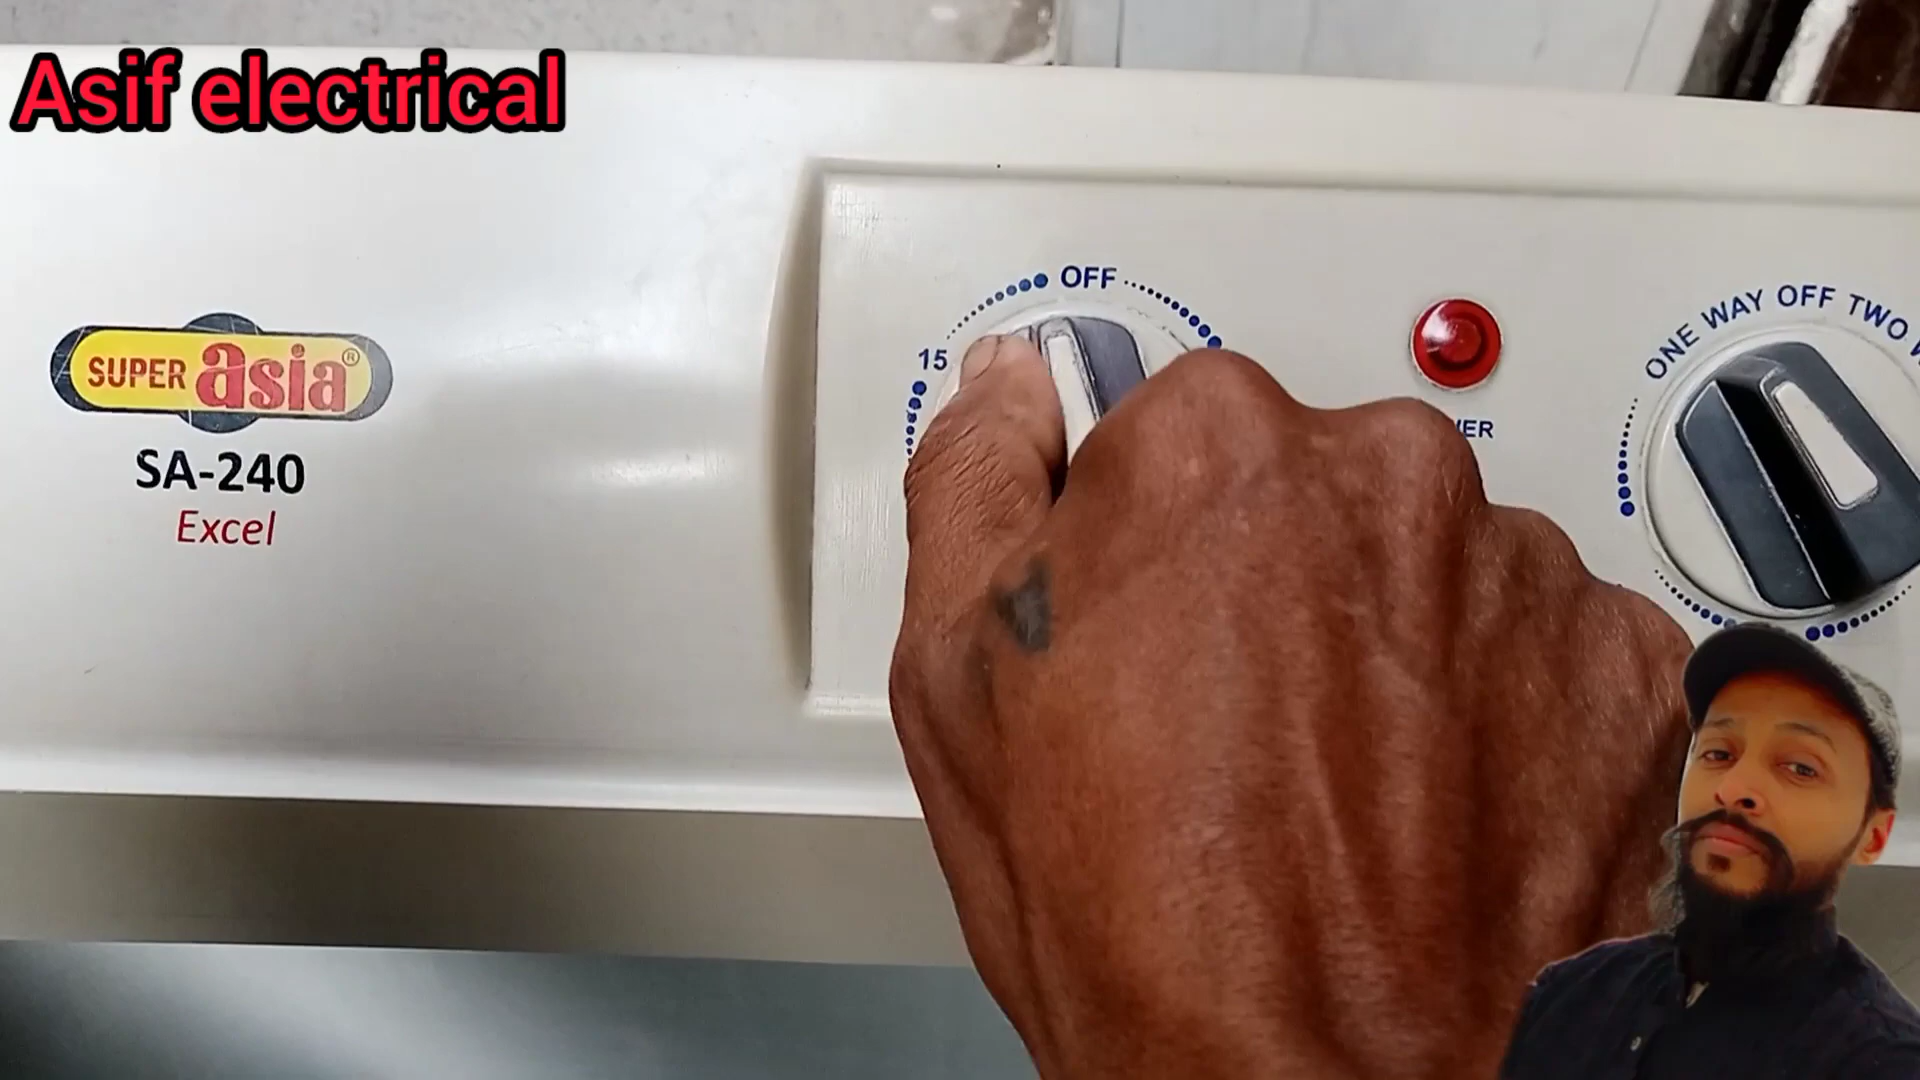 Asif electrical
OFF
15
SUPER asia®
SA-240
Excel
ONE WAY OFF TWO